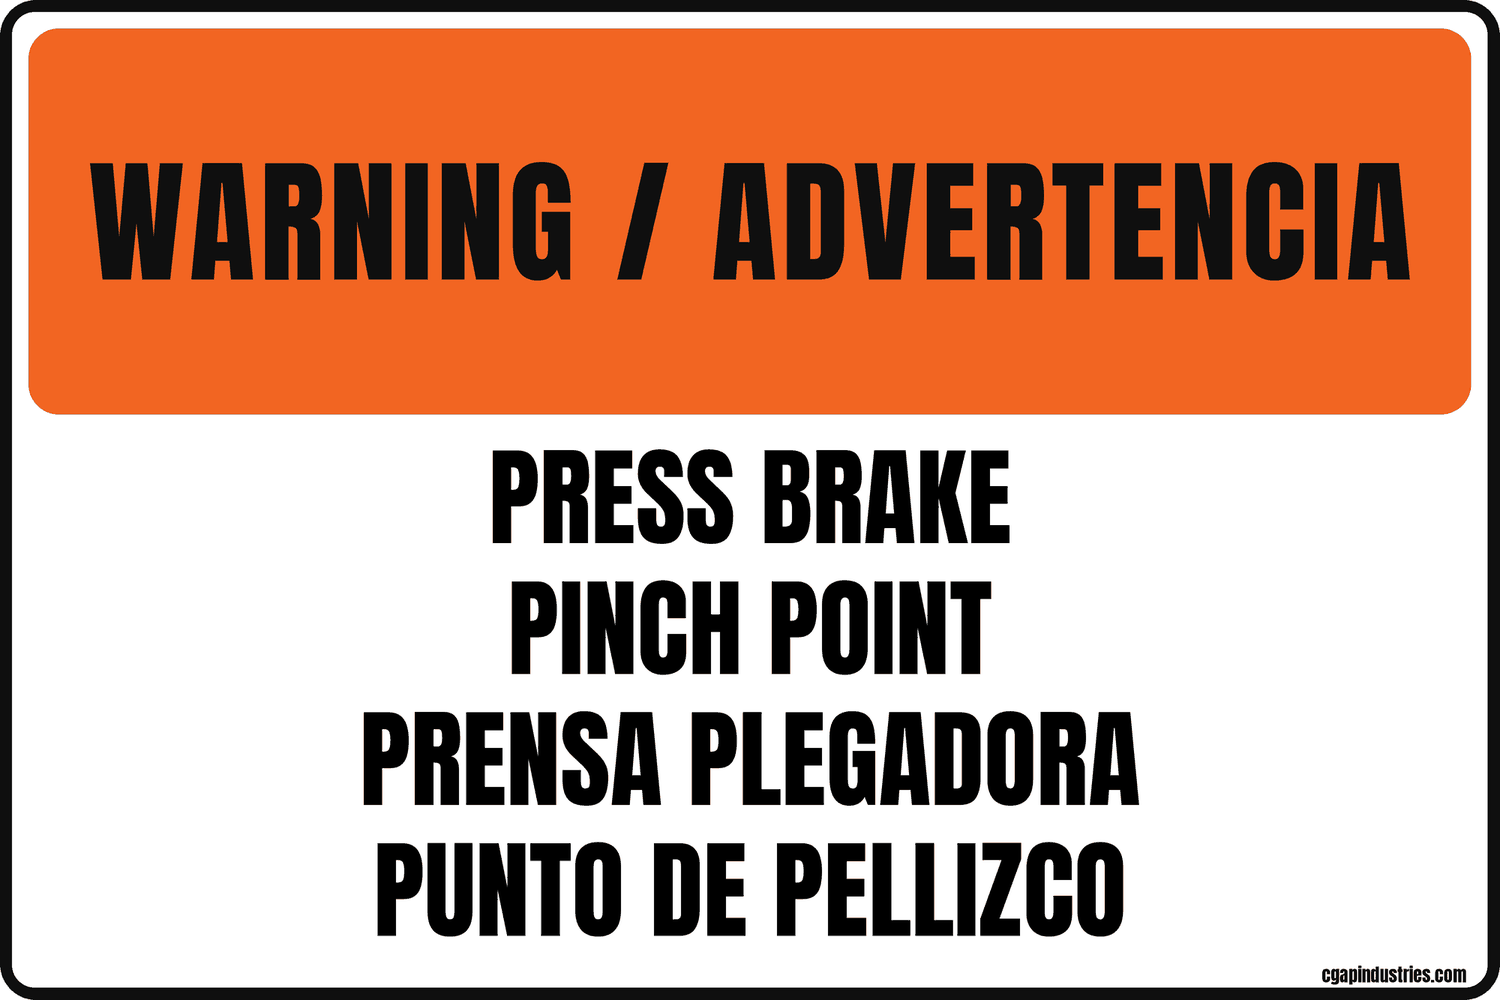 WARNING / ADVERTENCIA
PRESS BRAKE
PINCH POINT
PRENSA PLEGADORA
PUNTO DE PELLIZCO
cgapindustries.com